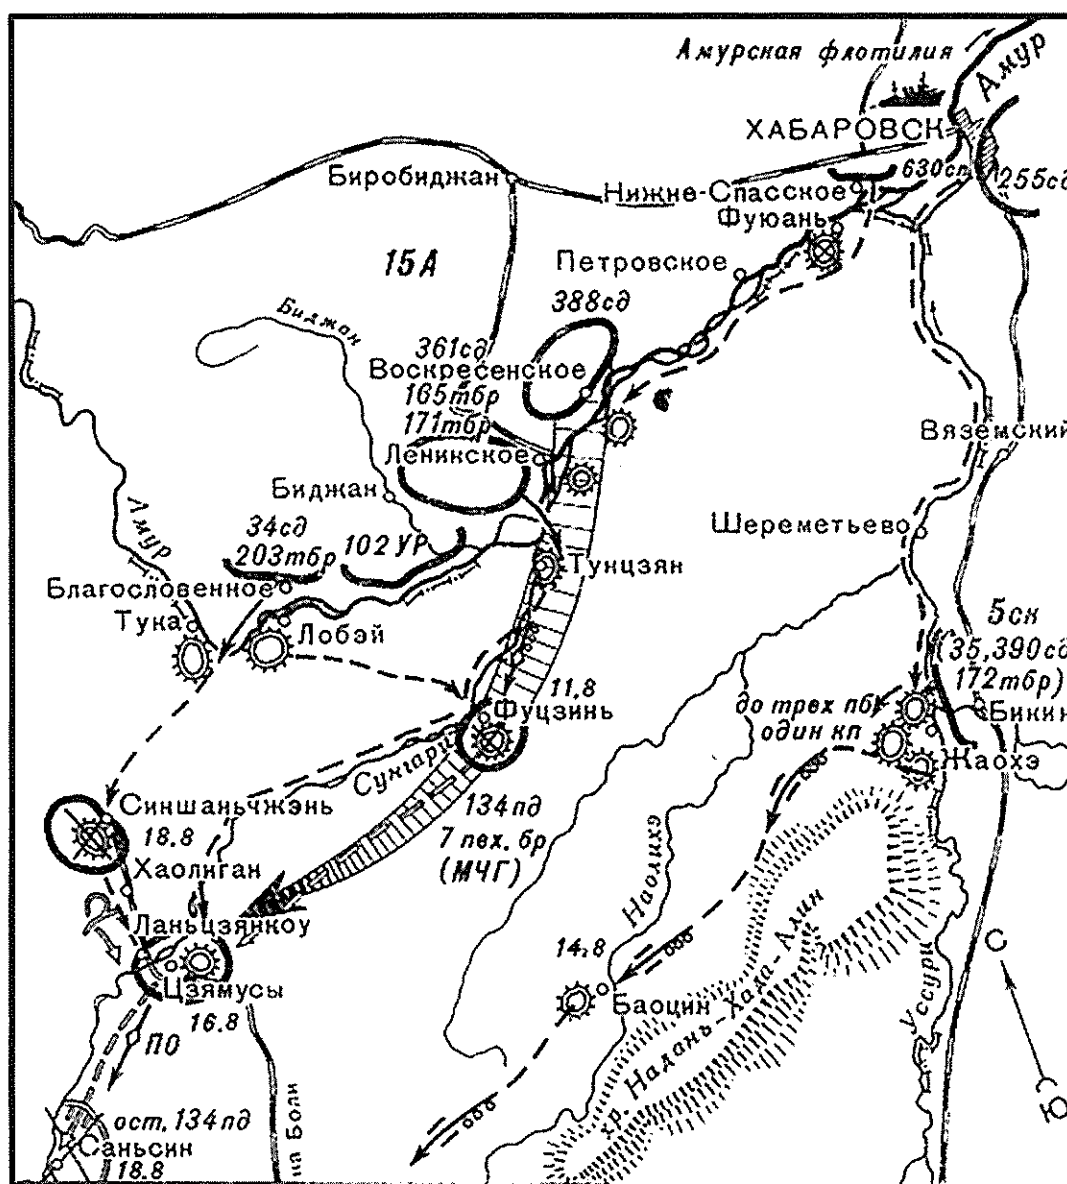 Амурская флотилия
Амур
ХАБАРОВСК
630сп
255сд
Биробиджан
Нижне-Спасское
Фуюань
15А
Петровское
388сд
Биджан
361сд
Воскресенское
165тбр
171тбр
Ленинское
Вяземский
Биджан
Амур
34сд
203тбр
102 УР
Шереметьево
Тунцзян
Благословенное
Тука
Лобэй
5ск
(35,390сд
172тбр)
до трех пб
один кп
Бикин
Жаохэ
11,8
Фуцзинь
Сунгари
Синшаньчжэнь
18.8
Хаолиган
134пд
7 пех. бр
(МЧГ)
Наолихэ
Ланьцзянкоу
Цзямусы
16.8
14,8
Баоцин
хр. Надань-Хада-Алин
Уссури
С
Ю
ПО
ост. 134пд
на Боли
Саньсин
18.8